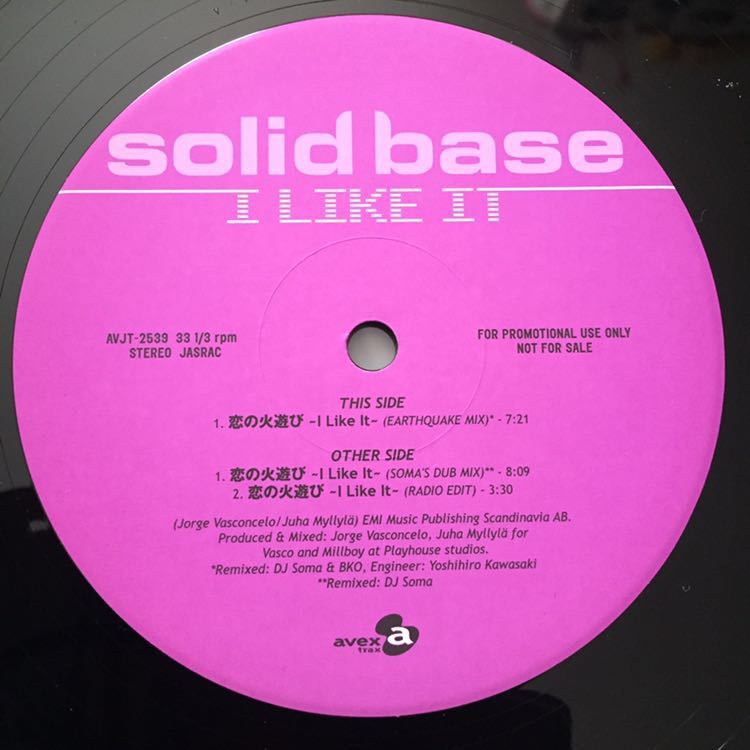 solid base
I LIKE IT
AVJT-2539 33 1/3 rpm
STEREO JASRAC
FOR PROMOTIONAL USE ONLY
NOT FOR SALE
THIS SIDE
1. 恋の火遊び ~I Like It~ (EARTHQUAKE MIX)* - 7:21
OTHER SIDE
1. 恋の火遊び ~I Like It~ (SOMA'S DUB MIX)** - 8:09
2. 恋の火遊び ~I Like It~ (RADIO EDIT) - 3:30
(Jorge Vasconcelo/Juha Myllylä) EMI Music Publishing Scandinavia AB.
Produced & Mixed: Jorge Vasconcelo, Juha Myllylä for
Vasco and Millboy at Playhouse studios.
*Remixed: DJ Soma & BKO, Engineer: Yoshihiro Kawasaki
**Remixed: DJ Soma
avex a
trax